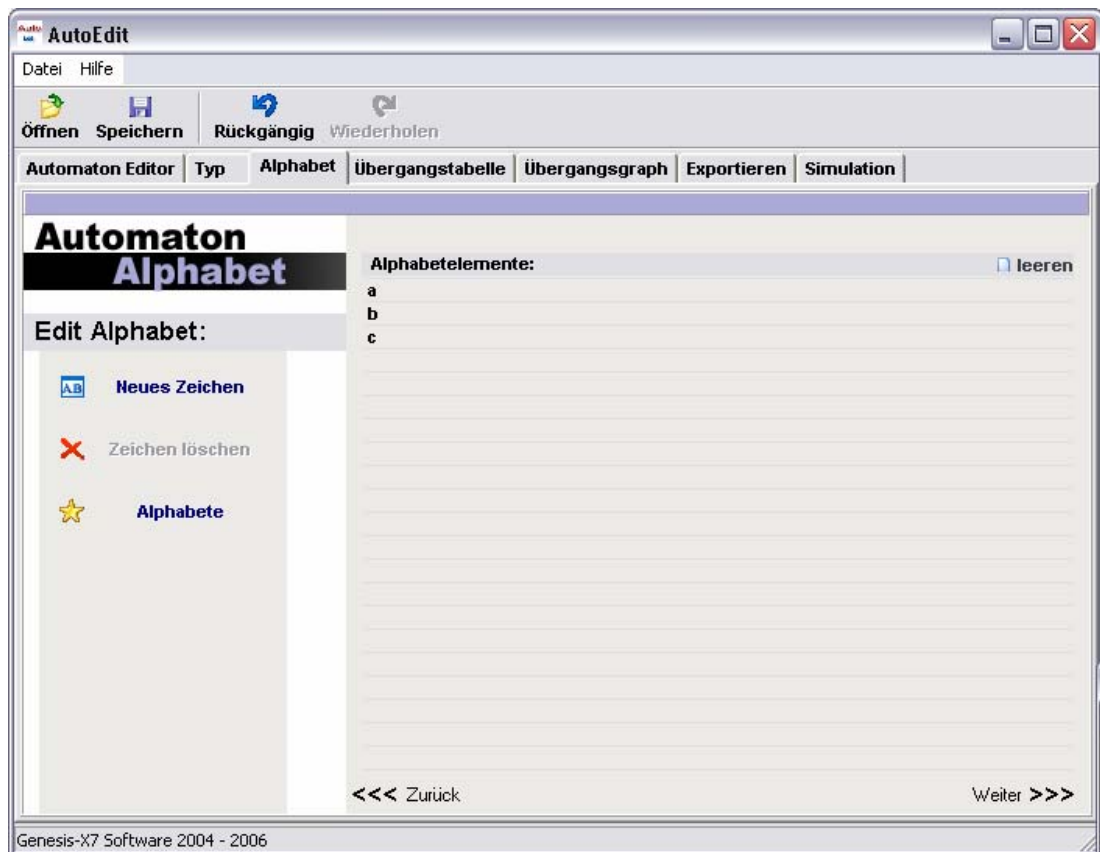 AutoEdit
Datei Hilfe
Öffnen Speichern Rückgängig Wiederholen
Automaton Editor Typ Alphabet Übergangstabelle Übergangsgraph Exportieren Simulation
Automaton
Alphabet
Alphabetelemente: leeren
a
b
c
Edit Alphabet:
AB Neues Zeichen
Zeichen löschen
Alphabete
<<< Zurück Weiter >>>
Genesis-X7 Software 2004 - 2006